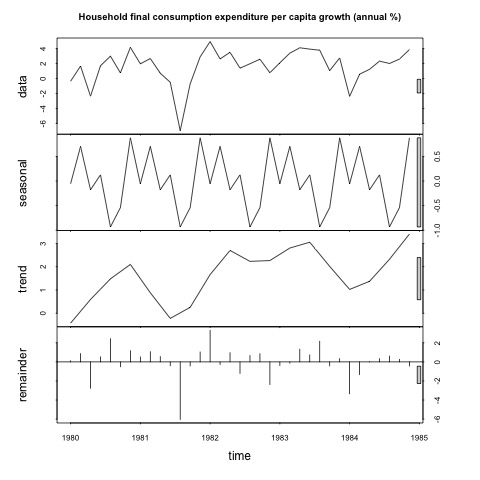 Household final consumption expenditure per capita growth (annual %)
data
-6 -4 -2 0 2 4
seasonal
-1.0 -0.5 0.0 0.5
trend
0 1 2 3
remainder
-6 -4 -2 0 2
1980 1981 1982 1983 1984 1985
time